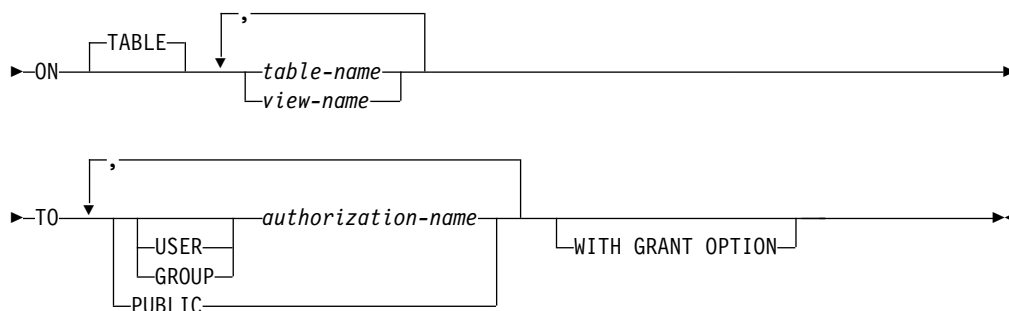 ,
TABLE
ON table-name
view-name
,
TO authorization-name
USER WITH GRANT OPTION
GROUP
PUBLIC